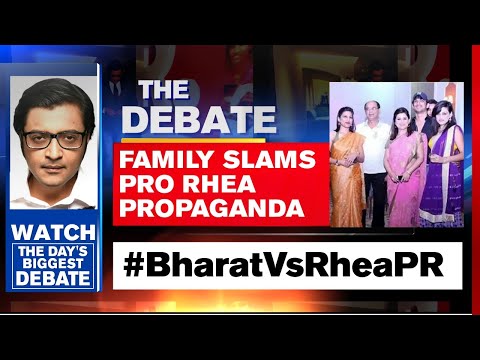 THE
DEBATE
FAMILY SLAMS
PRO RHEA
PROPAGANDA
WATCH
THE DAY'S
BIGGEST
DEBATE
#BharatVsRheaPR